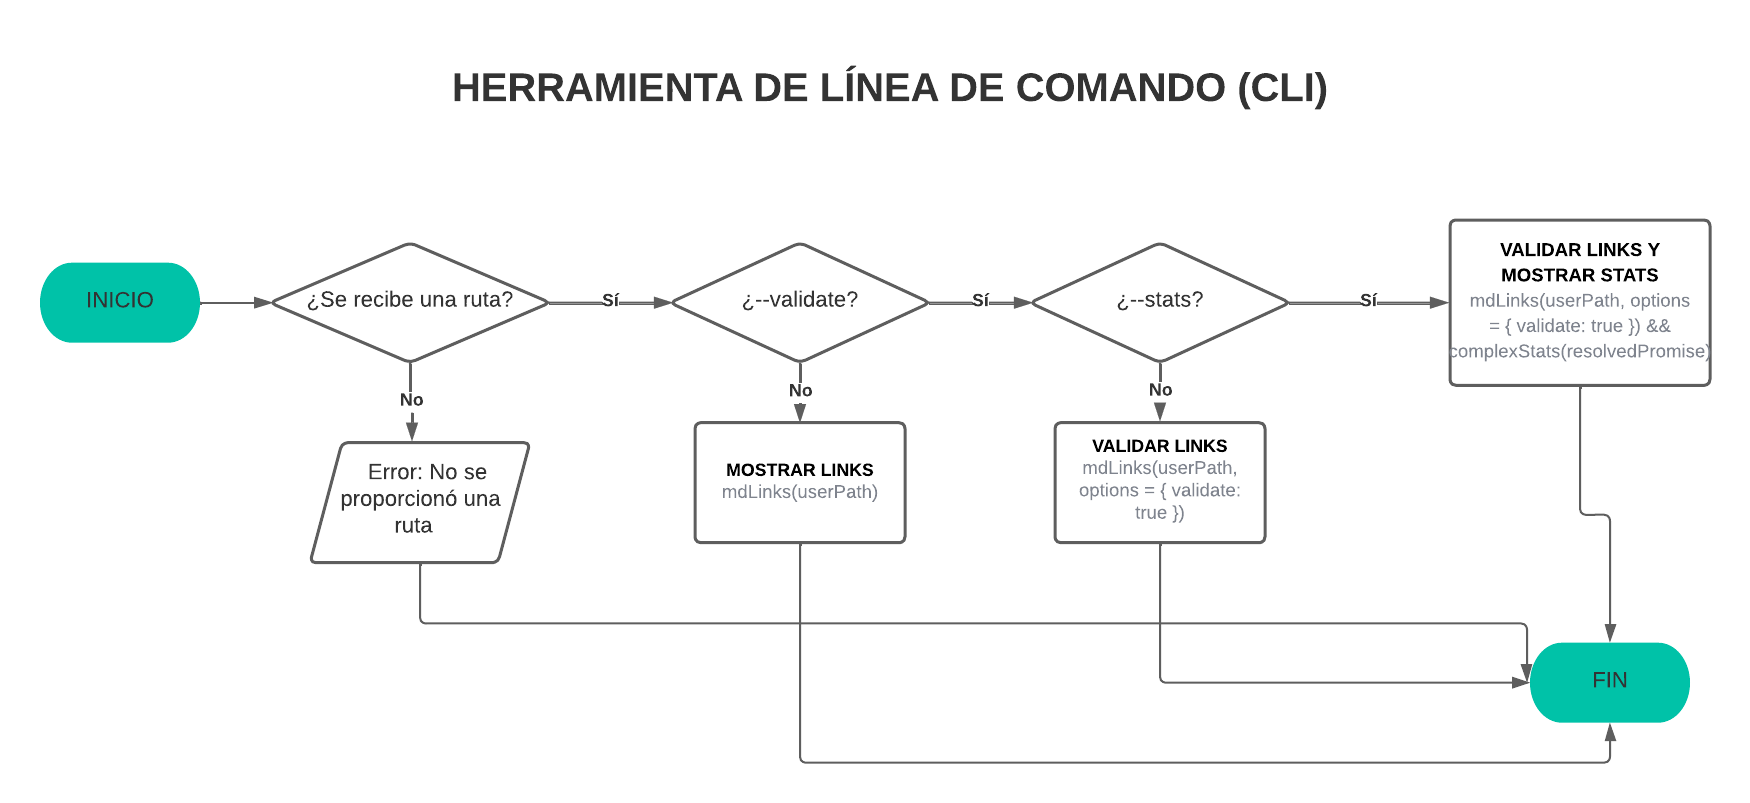 HERRAMIENTA DE LÍNEA DE COMANDO (CLI)
INICIO
¿Se recibe una ruta?
Sí
¿--validate?
Sí
¿--stats?
Sí
VALIDAR LINKS Y
MOSTRAR STATS
mdLinks(userPath, options
= { validate: true }) &&
complexStats(resolvedPromise)
No
No
No
Error: No se
proporcionó una
ruta
MOSTRAR LINKS
mdLinks(userPath)
VALIDAR LINKS
mdLinks(userPath,
options = { validate:
true })
FIN